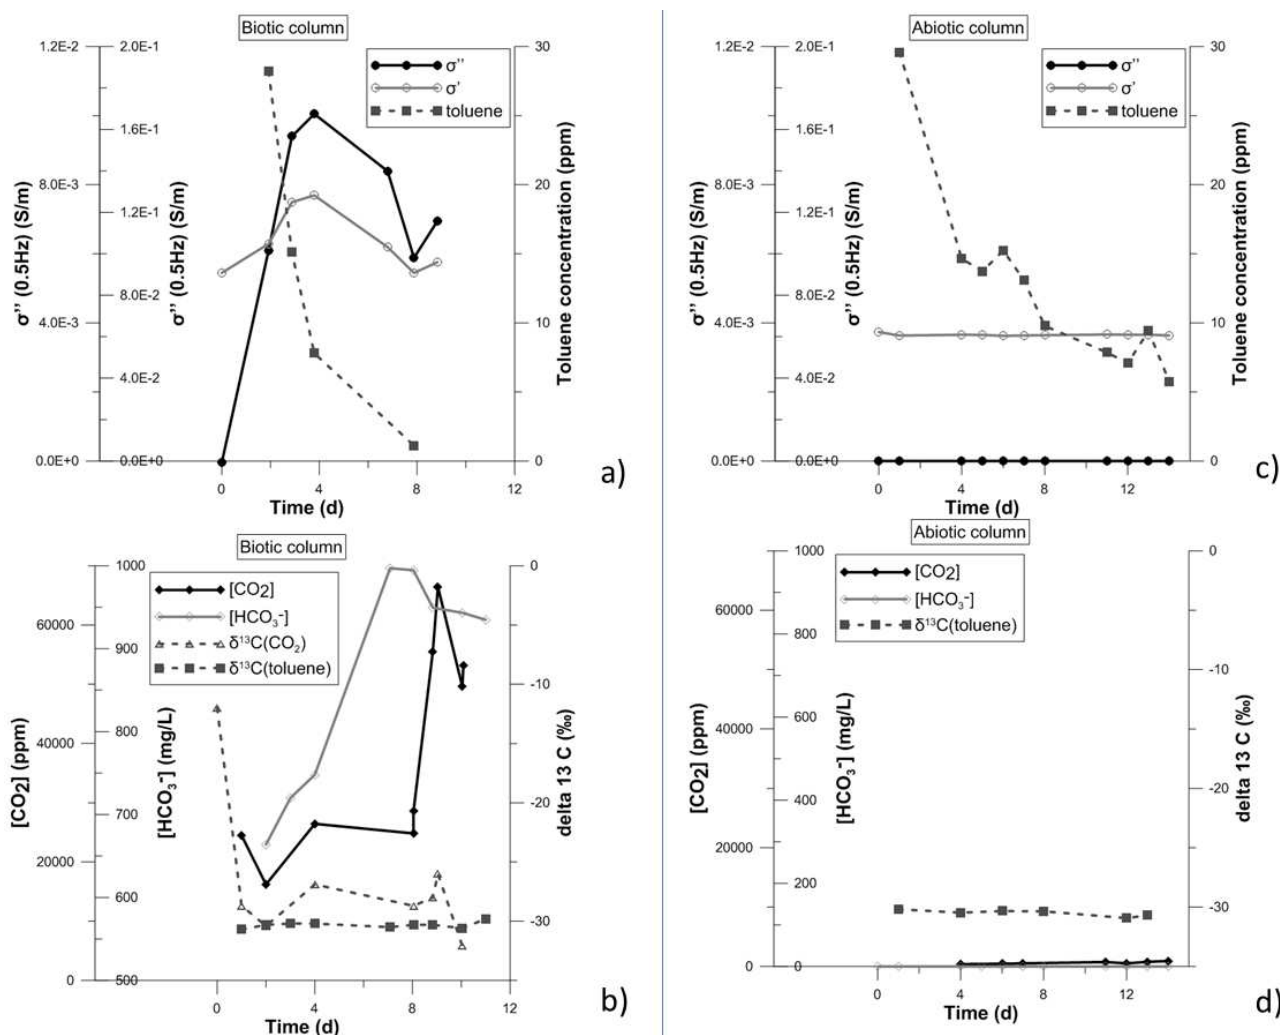 Biotic column
1.2E-2
8.0E-3
4.0E-3
0.0E+0
σ’’ (0.5Hz) (S/m)
2.0E-1
1.6E-1
1.2E-1
8.0E-2
4.0E-2
0.0E+0
σ’’ (0.5Hz) (S/m)
σ’’
σ’
toluene
30
20
10
0
Toluene concentration (ppm)
0 4 8 12
Time (d)
a)
Abiotic column
1.2E-2
8.0E-3
4.0E-3
0.0E+0
σ’’ (0.5Hz) (S/m)
2.0E-1
1.6E-1
1.2E-1
8.0E-2
4.0E-2
0.0E+0
σ’’ (0.5Hz) (S/m)
σ’’
σ’
toluene
30
20
10
0
Toluene concentration (ppm)
0 4 8 12
Time (d)
c)
Biotic column
60000
40000
20000
0
[CO2] (ppm)
1000
900
800
700
600
500
[HCO₃⁻] (mg/L)
[CO2]
[HCO₃⁻]
δ¹³C(CO₂)
δ¹³C(toluene)
0
-10
-20
-30
delta 13 C (‰)
0 4 8 12
Time (d)
b)
Abiotic column
60000
40000
20000
0
[CO2] (ppm)
1000
800
600
400
200
0
[HCO₃⁻] (mg/L)
[CO2]
[HCO₃⁻]
δ¹³C(toluene)
0
-10
-20
-30
delta 13 C (‰)
0 4 8 12
Time (d)
d)